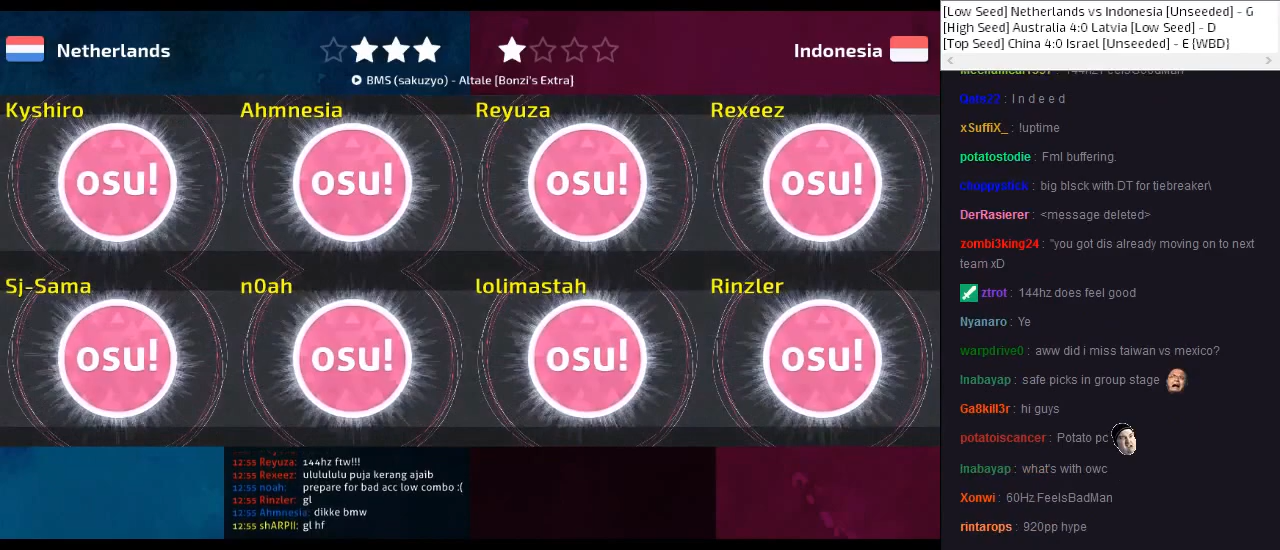 Netherlands
Indonesia
BMS (sakuzyo) - Altale [Bonzi's Extra]
Kyshiro
Ahmnesia
Reyuza
Rexeez
osu!
osu!
osu!
osu!
Sj-Sama
n0ah
lolimastah
Rinzler
osu!
osu!
osu!
osu!
12:55 Reyuza: 144hz ftw!!!
12:55 Rexeez: ulululululu puja kerang ajaib
12:55 noah: prepare for bad acc low combo :(
12:55 Rinzler: gl
12:55 Ahmnesia: dikke bmw
12:55 shARPII: gl hf
[Low Seed] Netherlands vs Indonesia [Unseeded] - G
[High Seed] Australia 4:0 Latvia [Low Seed] - D
[Top Seed] China 4:0 Israel [Unseeded] - E {WBD}
: I n d e e d
xSuffiX_ : !uptime
potatostodie : Fml buffering.
choppystick : big blsck with DT for tiebreaker\
DerRasierer : <message deleted>
zombi3king24 : "you got dis already moving on to next
team xD
ztrot : 144hz does feel good
Nyanaro : Ye
warpdrive0 : aww did i miss taiwan vs mexico?
Inabayap : safe picks in group stage
Ga8kill3r : hi guys
potatoiscancer : Potato po
Inabayap : what's with owc
Xonwi : 60Hz FeelsBadMan
rintarops : 920pp hype